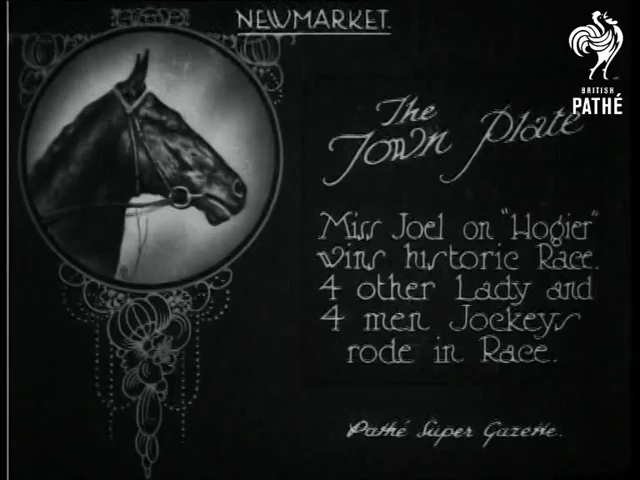 NEWMARKET.
BRITISH
PATHÉ
The
Town Plate
Miss Joel on "Hogier"
wins historic Race.
4 other Lady and
4 men Jockeys
rode in Race.
Pathé Super Gazette.